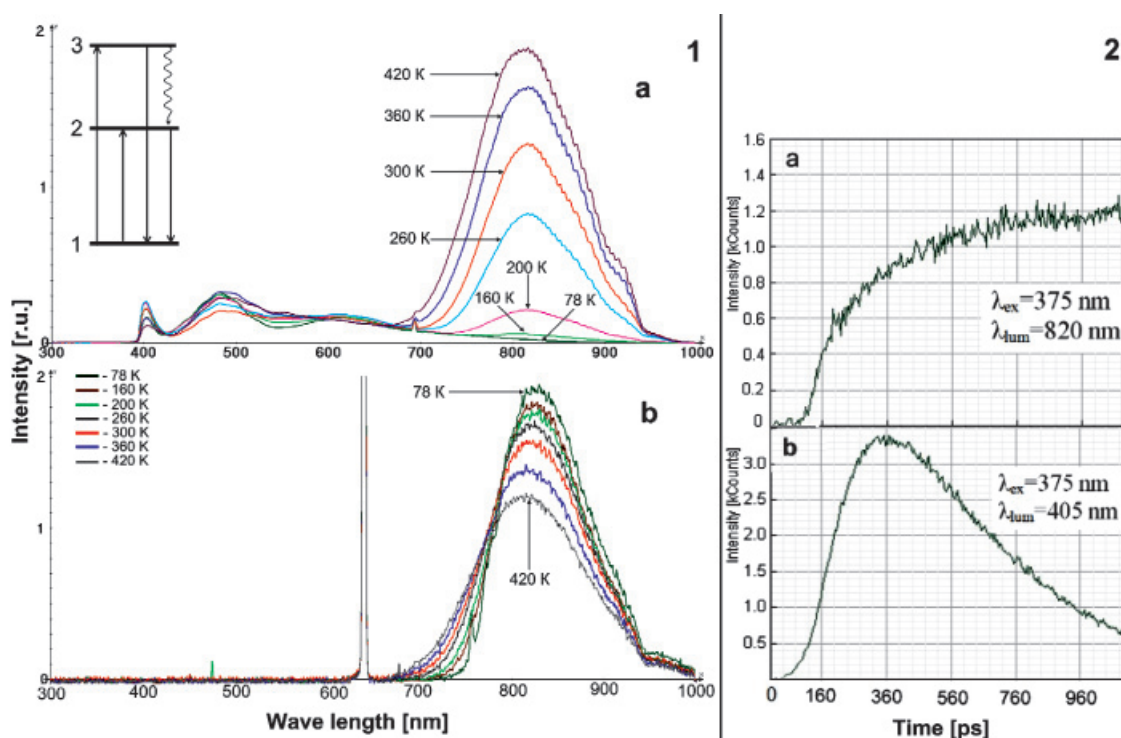 1
a
3
2
1
420 K
360 K
300 K
260 K
200 K
160 K
78 K
Intensity [r.u.]
2
1
0
300
400
500
600
700
800
900
1000
b
- 78 K
- 160 K
- 200 K
- 260 K
- 300 K
- 360 K
- 420 K
78 K
420 K
2
1
0
300
400
500
600
700
800
900
1000
Wave length [nm]
2
a
Intensity [kCounts]
1.6
1.4
1.2
1.0
0.8
0.6
0.4
0.2
0
λex=375 nm
λlum=820 nm
b
Intensity [kCounts]
3.0
2.5
2.0
1.5
1.0
0.5
λex=375 nm
λlum=405 nm
0
160
360
560
760
960
Time [ps]